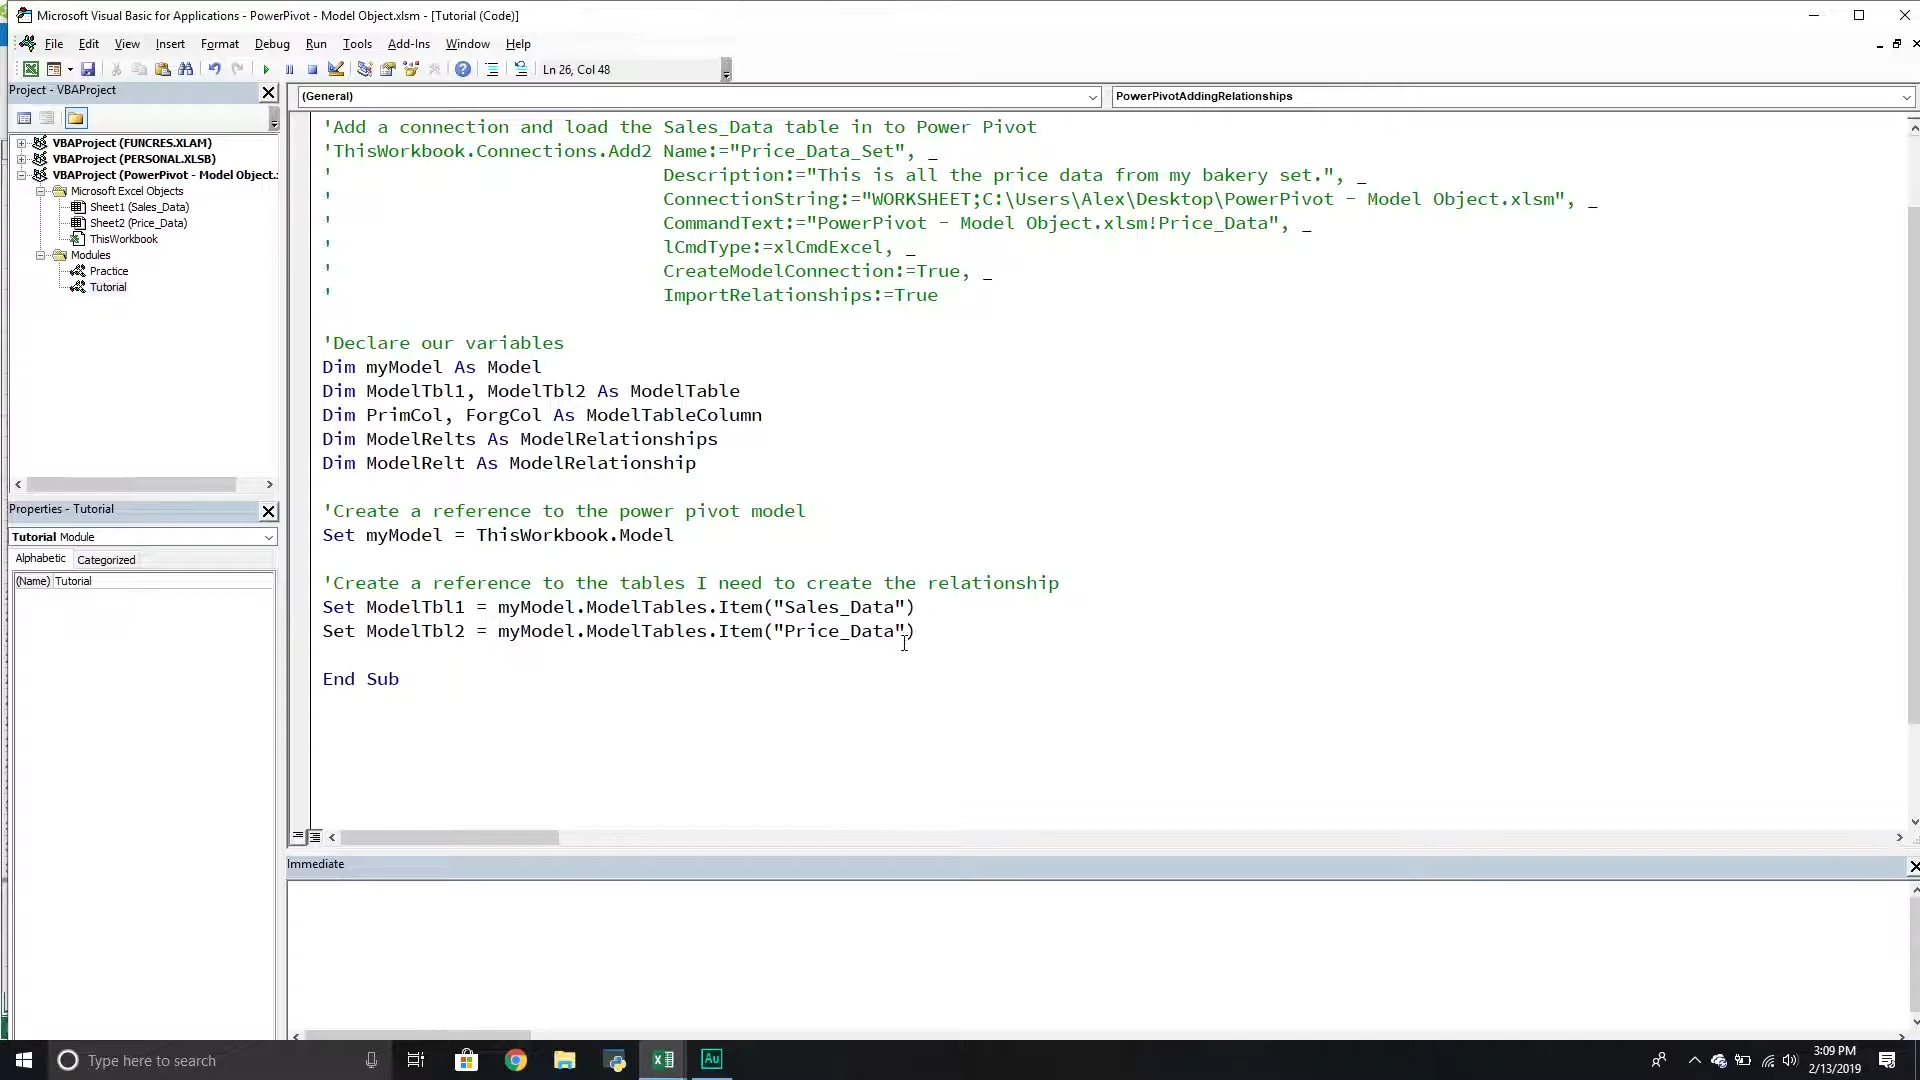 Microsoft Visual Basic for Applications - PowerPivot - Model Object.xlsm - [Tutorial (Code)]
File Edit View Insert Format Debug Run Tools Add-Ins Window Help
Ln 26, Col 48
Project - VBAProject
(General)
PowerPivotAddingRelationships
VBAProject (FUNCRES.XLAM)
VBAProject (PERSONAL.XLSB)
VBAProject (PowerPivot - Model Object.
Microsoft Excel Objects
Sheet1 (Sales_Data)
Sheet2 (Price_Data)
ThisWorkbook
Modules
Practice
Tutorial
Properties - Tutorial
Tutorial Module
Alphabetic Categorized
(Name) Tutorial
'Add a connection and load the Sales_Data table in to Power Pivot
'ThisWorkbook.Connections.Add2 Name:="Price_Data_Set", _
' Description:="This is all the price data from my bakery set.", _
' ConnectionString:="WORKSHEET;C:\Users\Alex\Desktop\PowerPivot - Model Object.xlsm", _
' CommandText:="PowerPivot - Model Object.xlsm!Price_Data", _
' lCmdType:=xlCmdExcel, _
' CreateModelConnection:=True, _
' ImportRelationships:=True
'Declare our variables
Dim myModel As Model
Dim ModelTbl1, ModelTbl2 As ModelTable
Dim PrimCol, ForgCol As ModelTableColumn
Dim ModelRelts As ModelRelationships
Dim ModelRelt As ModelRelationship
'Create a reference to the power pivot model
Set myModel = ThisWorkbook.Model
'Create a reference to the tables I need to create the relationship
Set ModelTbl1 = myModel.ModelTables.Item("Sales_Data")
Set ModelTbl2 = myModel.ModelTables.Item("Price_Data")
End Sub
Immediate
Type here to search
Au
3:09 PM
2/13/2019